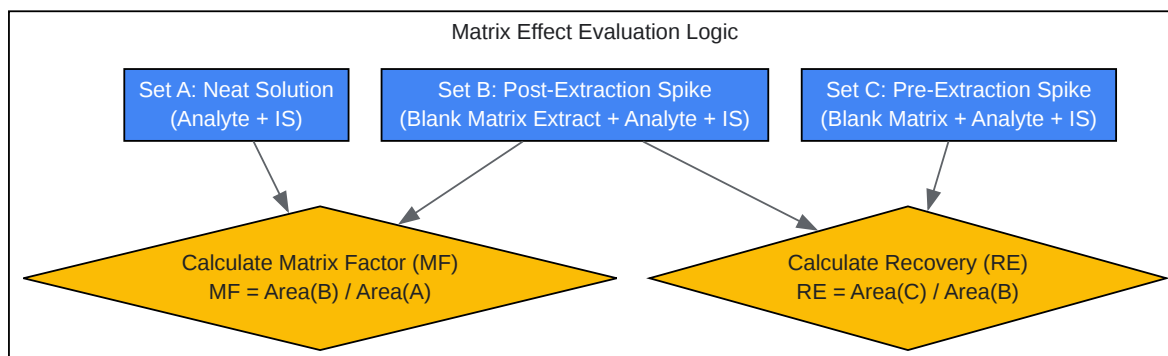 Matrix Effect Evaluation Logic
Set A: Neat Solution
(Analyte + IS)
Set B: Post-Extraction Spike
(Blank Matrix Extract + Analyte + IS)
Set C: Pre-Extraction Spike
(Blank Matrix + Analyte + IS)
Calculate Matrix Factor (MF)
MF = Area(B) / Area(A)
Calculate Recovery (RE)
RE = Area(C) / Area(B)